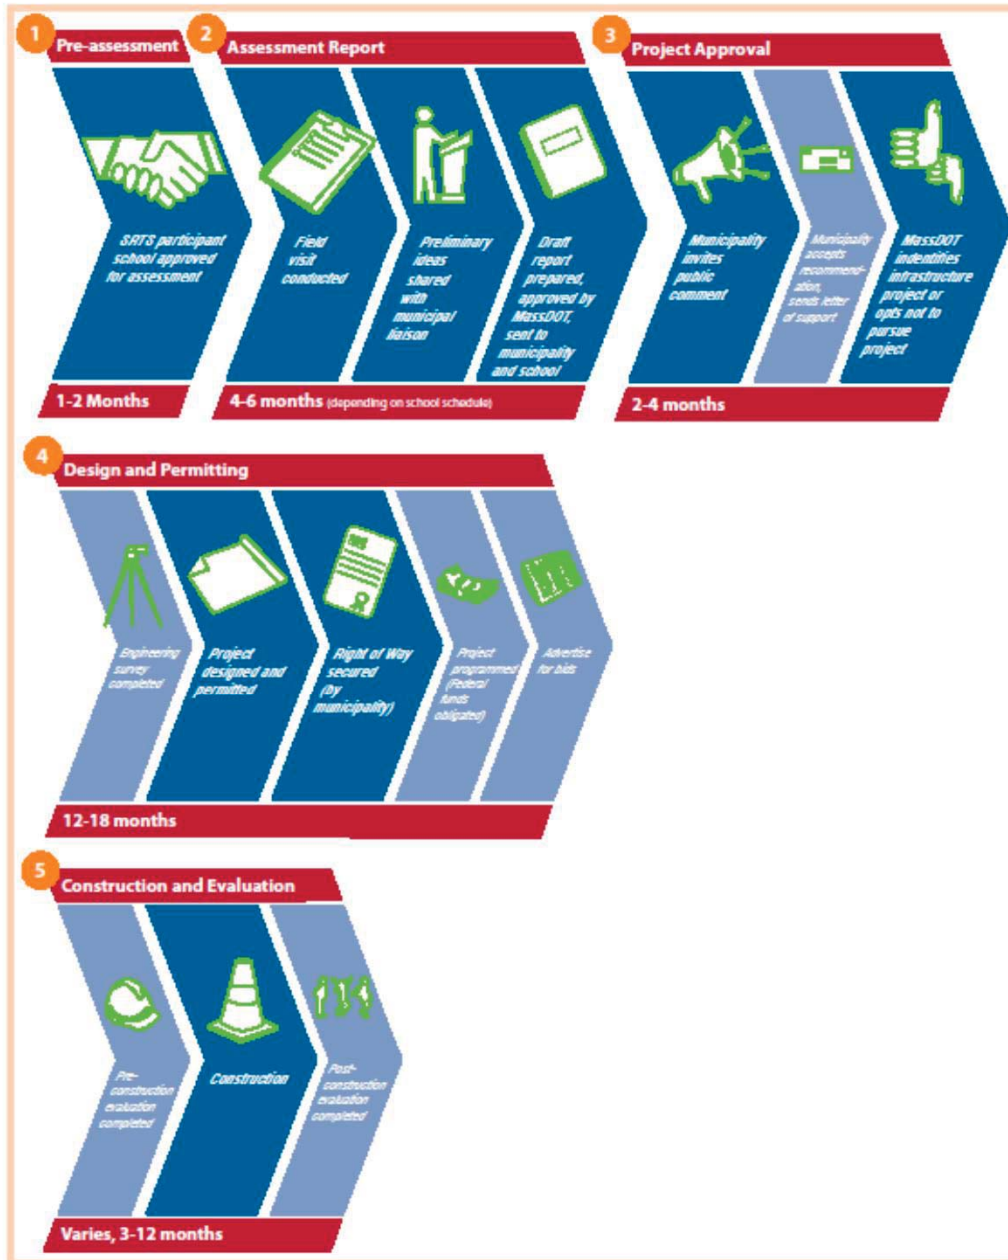 1
Pre-assessment
SRTS participant
school approved
for assessment
1-2 Months
2
Assessment Report
Field
visit
conducted
Preliminary
ideas
shared
with
municipal
liaison
Draft
report
prepared,
approved by
MassDOT,
sent to
municipality
and school
4-6 months (depending on school schedule)
3
Project Approval
Municipality
invites
public
comment
Municipality
accepts
recommend-
ation,
sends letter
of support
MassDOT
indentifies
infrastructure
project or
opts not to
pursue
project
2-4 months
4
Design and Permitting
Engineering
survey
completed
Project
designed and
permitted
Right of Way
secured
(by
municipality)
Project
programmed
(Federal
funds
obligated)
Advertise
for bids
12-18 months
5
Construction and Evaluation
Pre-
construction
evaluation
completed
Construction
Post-
construction
evaluation
completed
Varies, 3-12 months